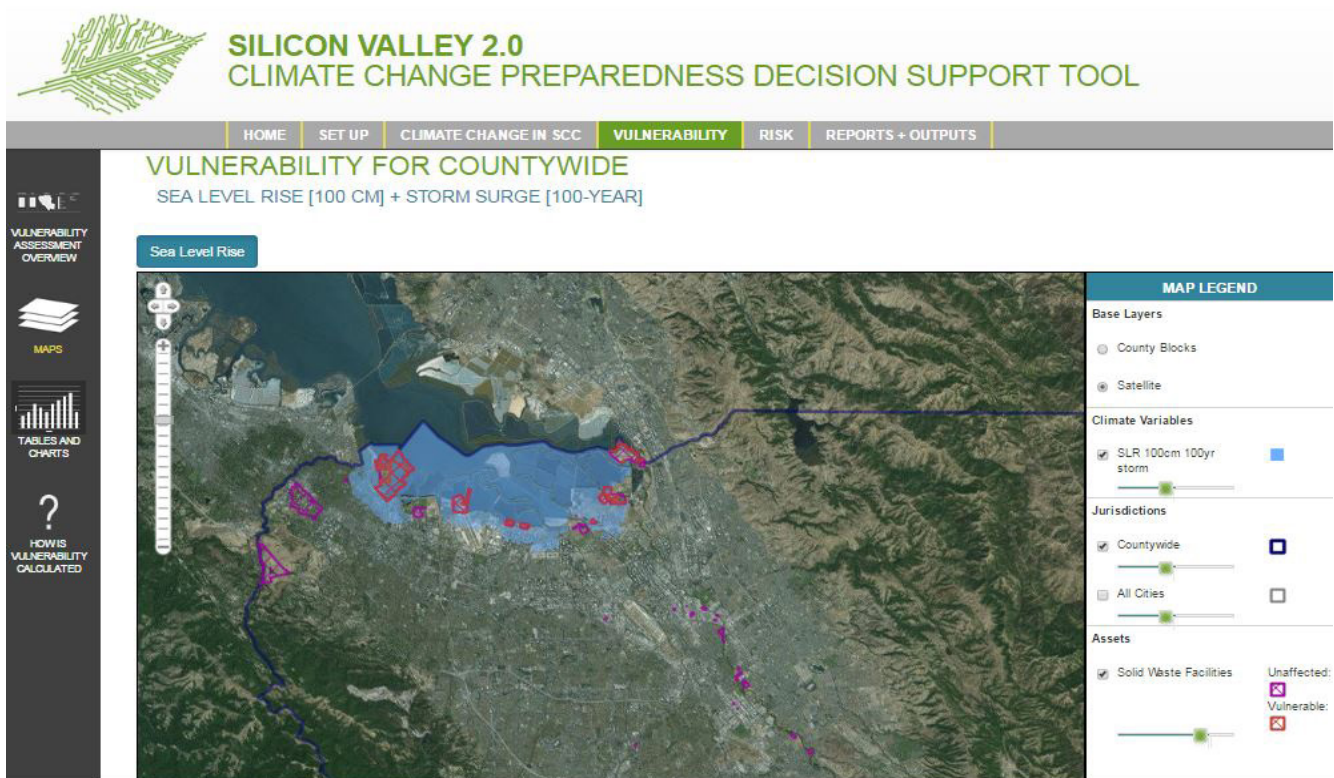 SILICON VALLEY 2.0
CLIMATE CHANGE PREPAREDNESS DECISION SUPPORT TOOL
HOME
SET UP
CLIMATE CHANGE IN SCC
VULNERABILITY
RISK
REPORTS + OUTPUTS
VULNERABILITY
ASSESSMENT
OVERVIEW
MAPS
TABLES AND
CHARTS
?
HOW IS
VULNERABILITY
CALCULATED
VULNERABILITY FOR COUNTYWIDE
SEA LEVEL RISE [100 CM] + STORM SURGE [100-YEAR]
Sea Level Rise
MAP LEGEND
Base Layers
County Blocks
Satellite
Climate Variables
SLR 100cm 100yr
storm
Jurisdictions
Countywide
All Cities
Assets
Solid Waste Facilities
Unaffected:
Vulnerable: